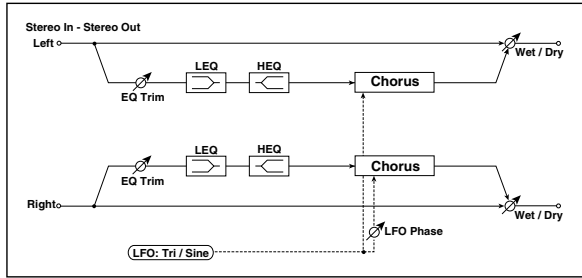 Stereo In - Stereo Out
Left
Wet / Dry
LEQ
HEQ
EQ Trim
Chorus
LEQ
HEQ
EQ Trim
Chorus
Right
Wet / Dry
LFO Phase
LFO: Tri / Sine